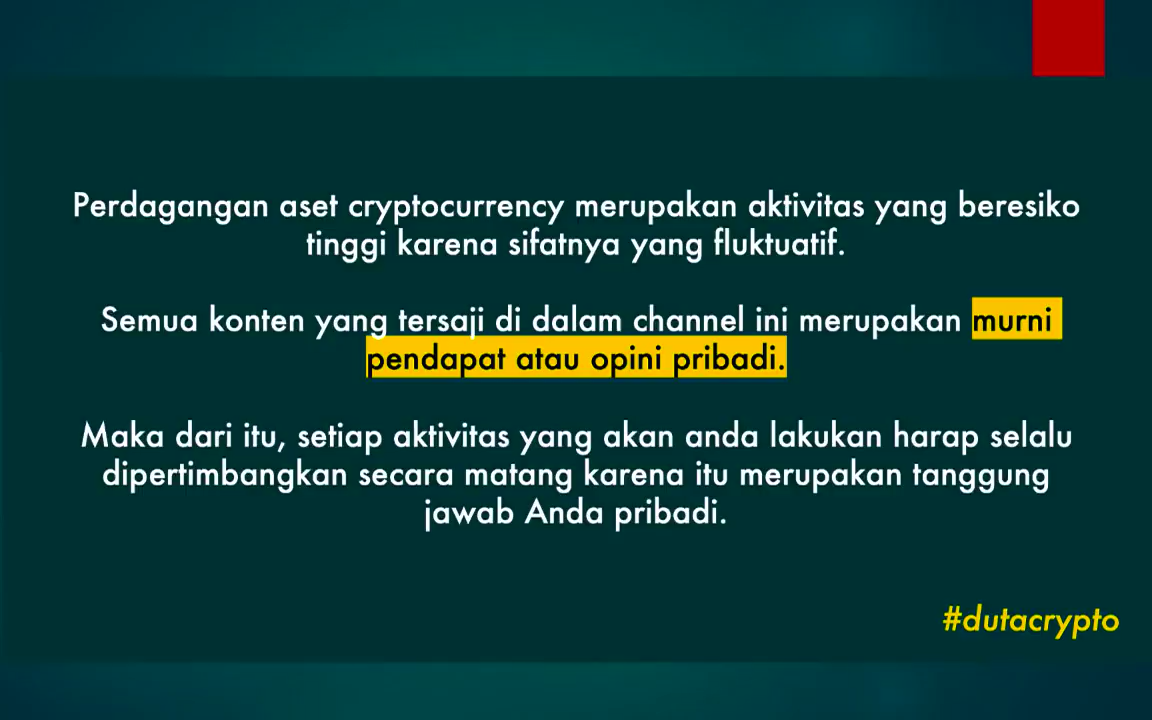 Perdagangan aset cryptocurrency merupakan aktivitas yang beresiko
tinggi karena sifatnya yang fluktuatif.
Semua konten yang tersaji di dalam channel ini merupakan murni
pendapat atau opini pribadi.
Maka dari itu, setiap aktivitas yang akan anda lakukan harap selalu
dipertimbangkan secara matang karena itu merupakan tanggung
jawab Anda pribadi.
#dutacrypto